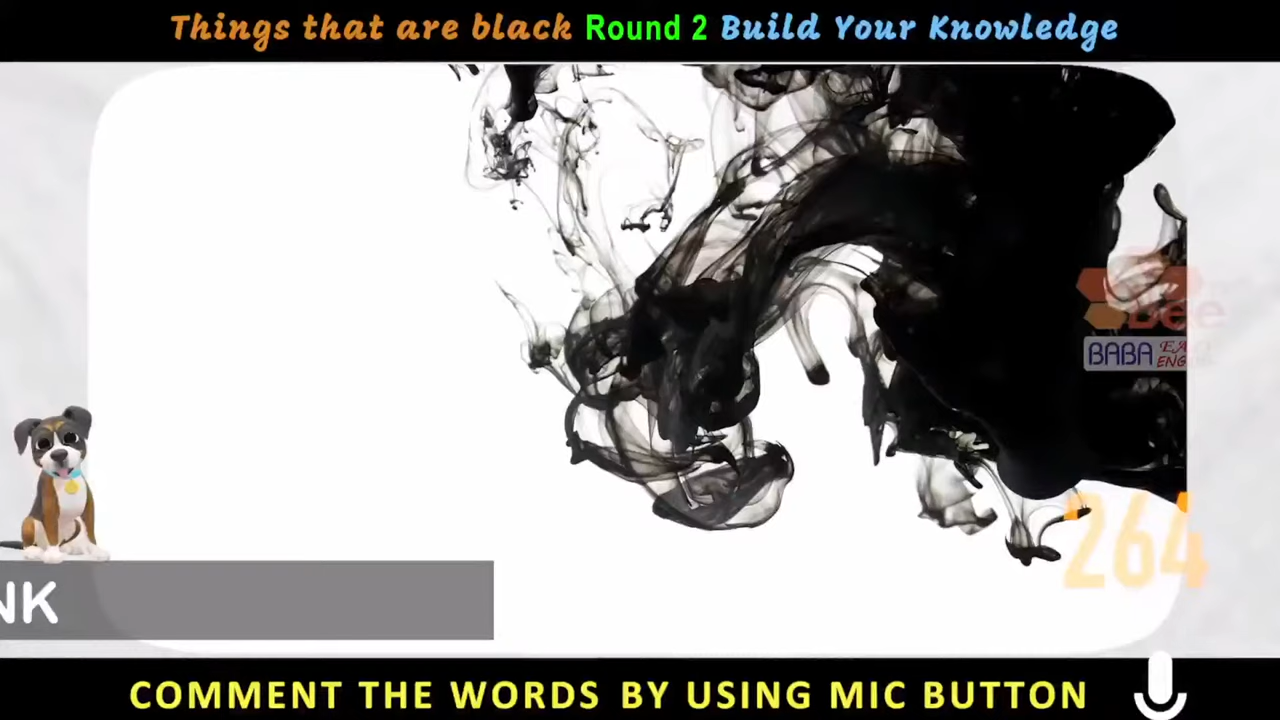 Things that are black Round 2 Build Your Knowledge
Bee
BABA
264
NK
COMMENT THE WORDS BY USING MIC BUTTON